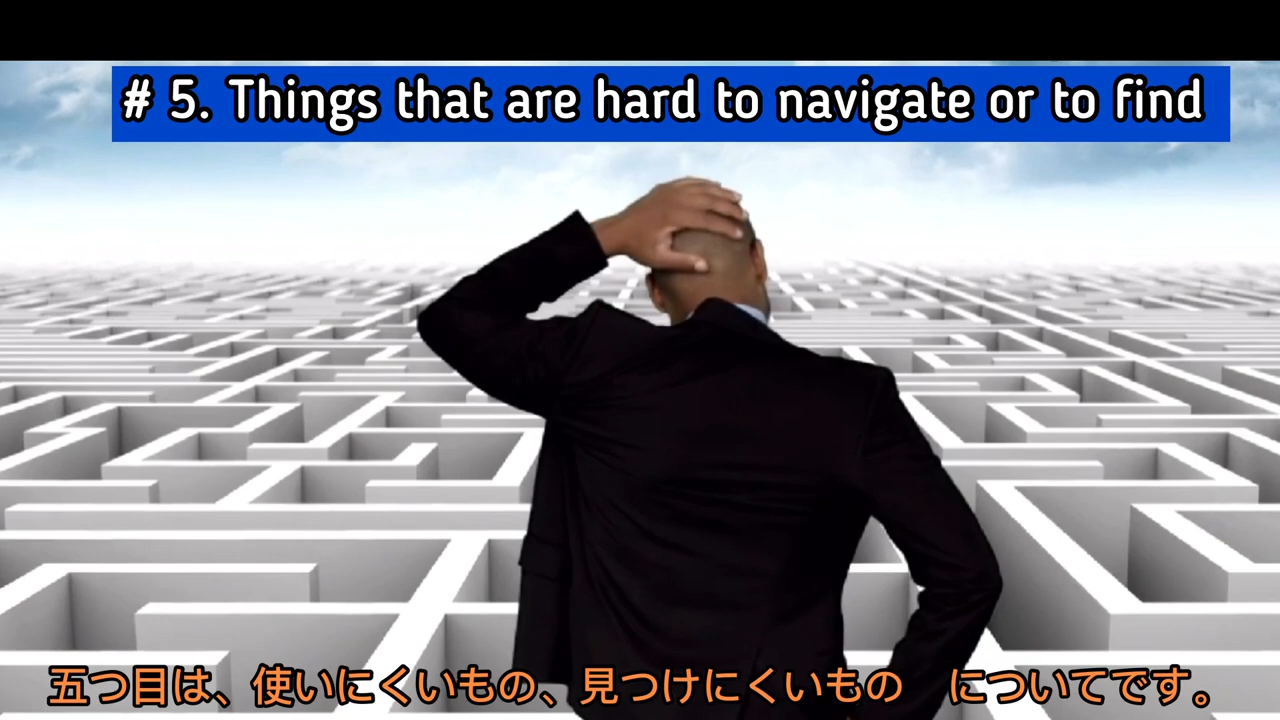 # 5. Things that are hard to navigate or to find
五つ目は、使いにくいもの、見つけにくいもの　についてです。